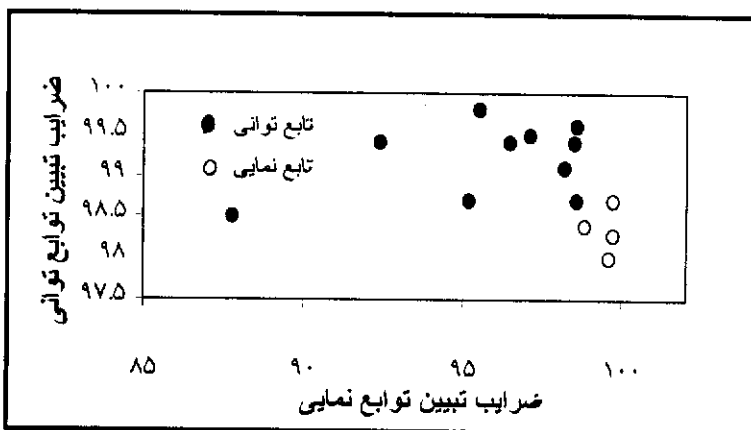 ضرایب تبیین توابع توانی
۱۰۰
۹۹.۵
۹۹
۹۸.۵
۹۸
۹۷.۵
تابع توانی
تابع نمایی
۸۵ ۹۰ ۹۵ ۱۰۰
ضرایب تبیین توابع نمایی